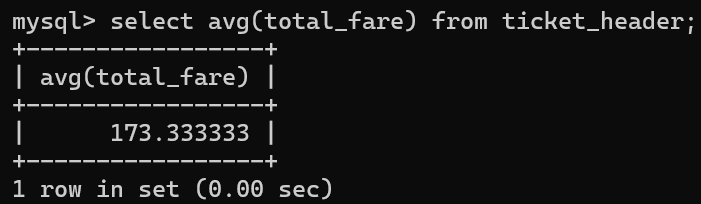 mysql> select avg(total_fare) from ticket_header;
+-----------------+
| avg(total_fare) |
+-----------------+
|      173.333333 |
+-----------------+
1 row in set (0.00 sec)